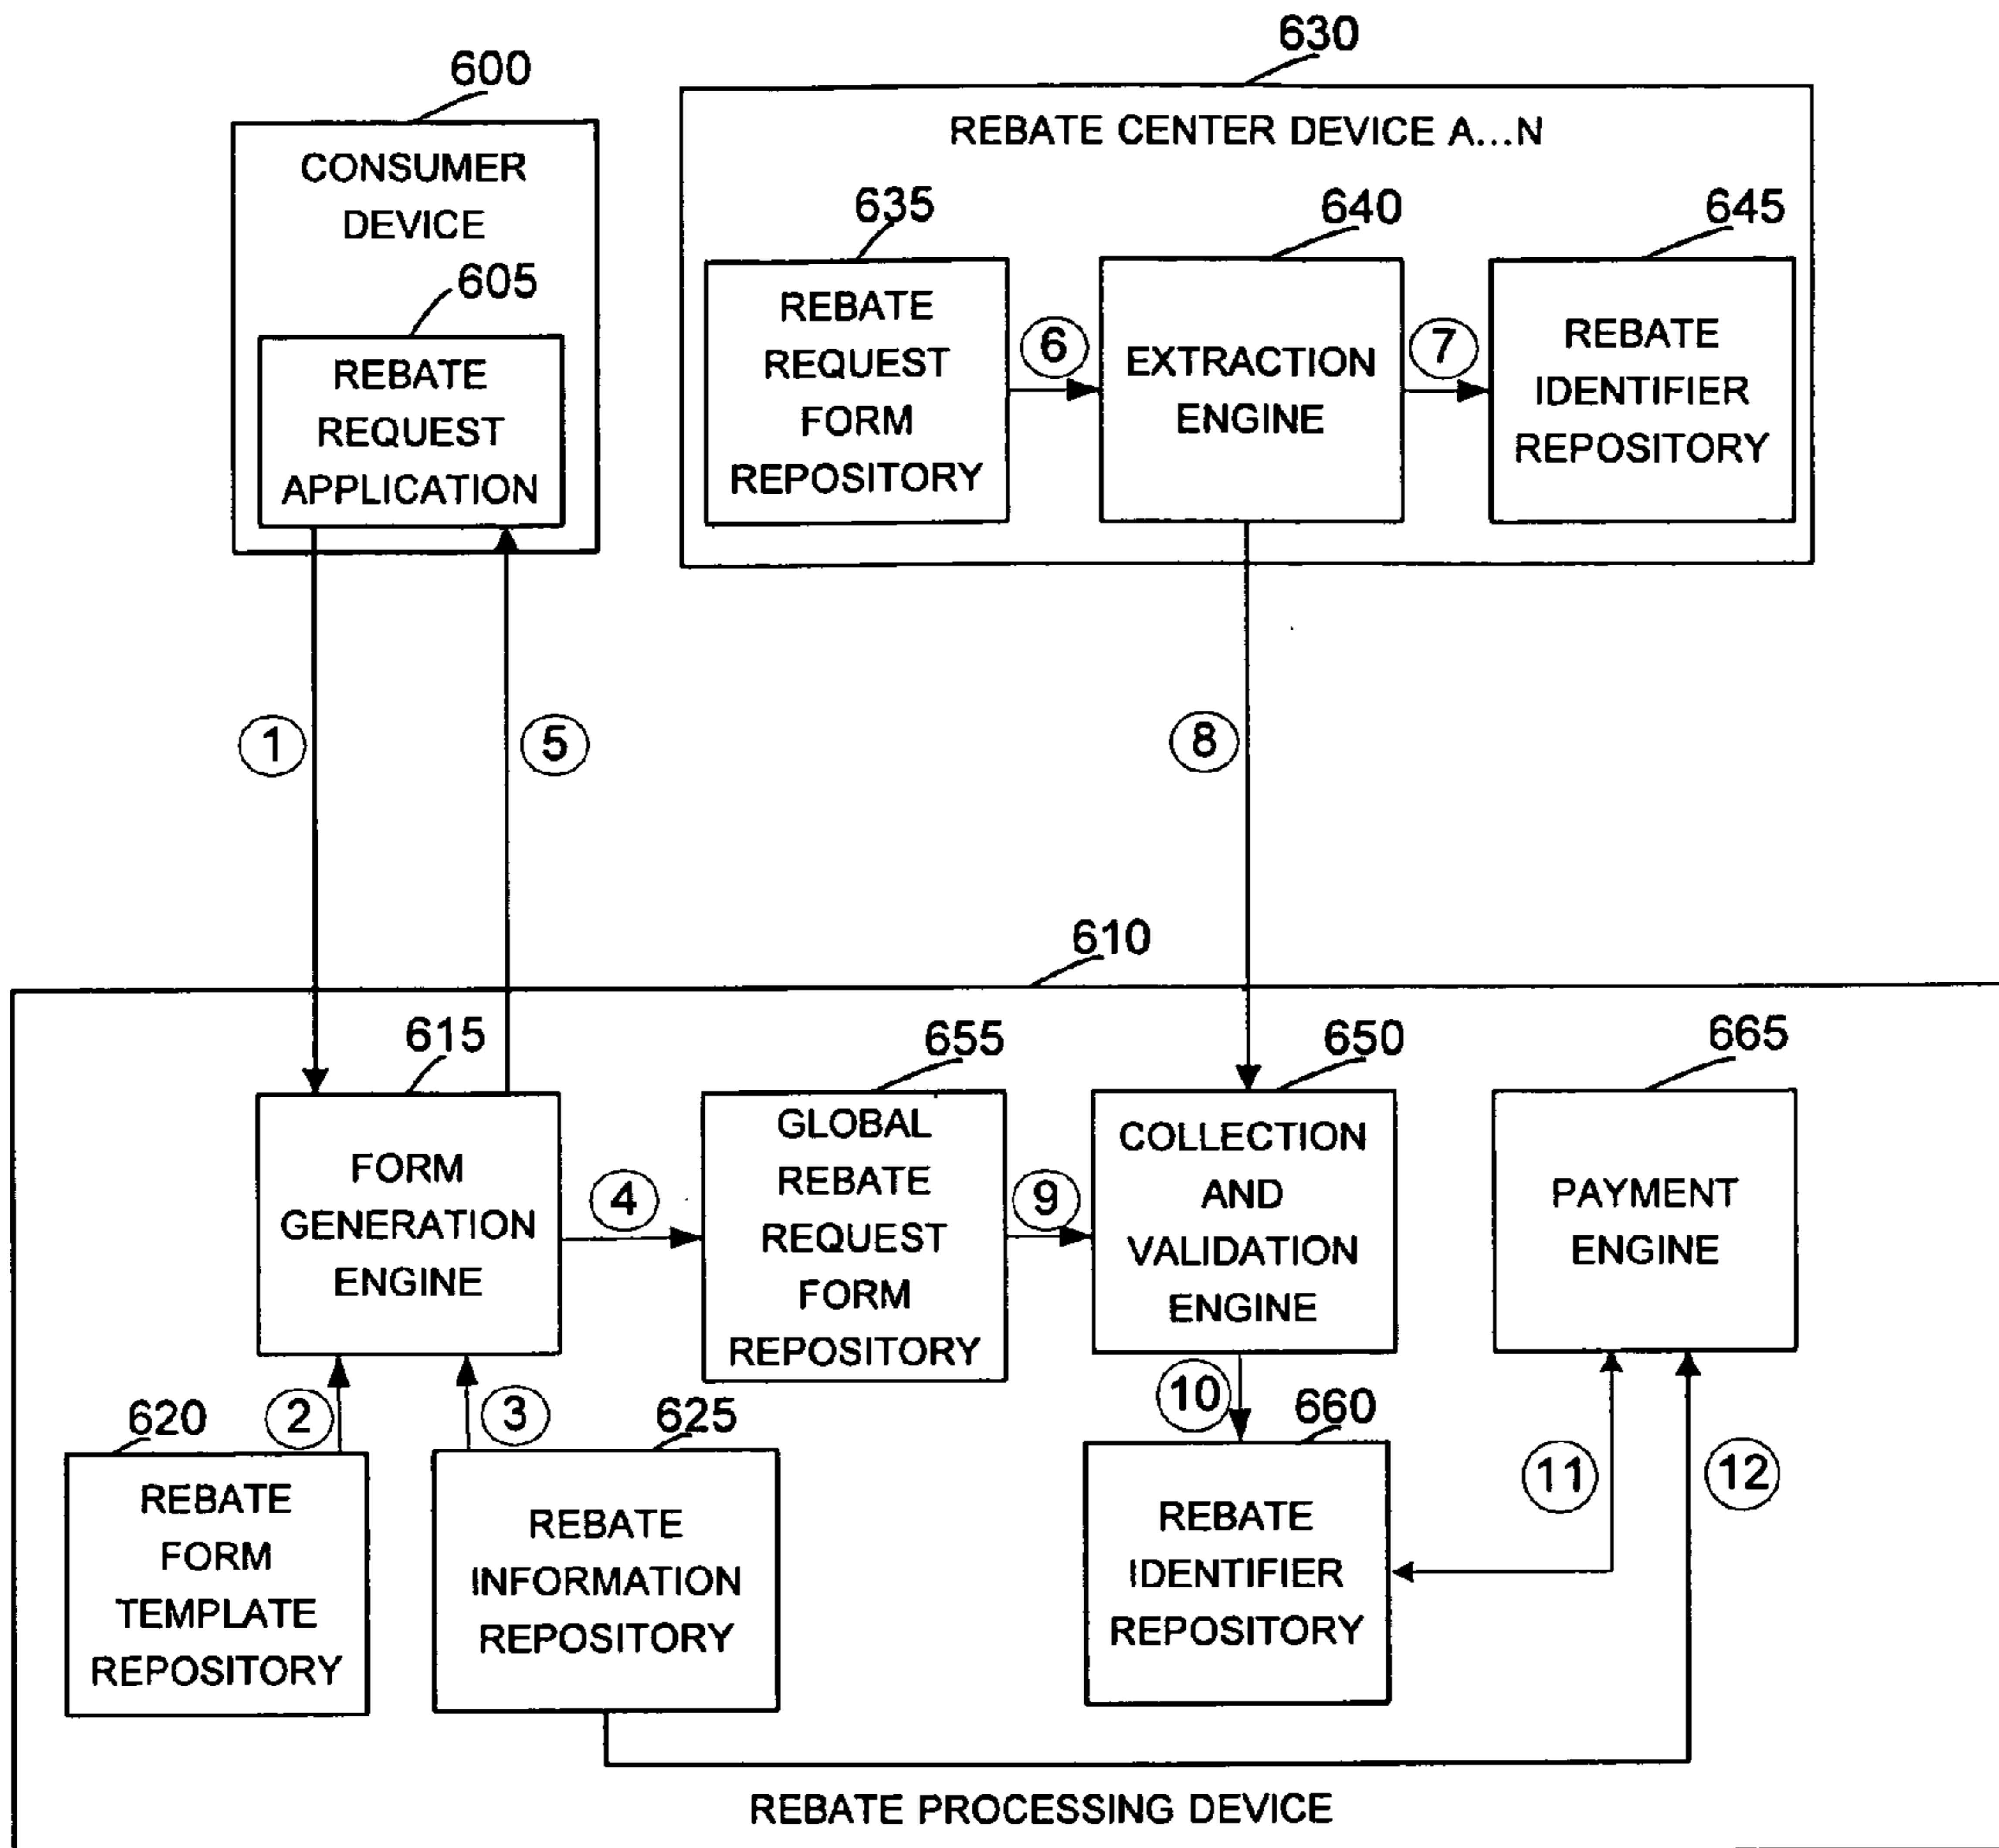 600
CONSUMER
DEVICE
605
REBATE
REQUEST
APPLICATION
630
REBATE CENTER DEVICE A...N
635
REBATE
REQUEST
FORM
REPOSITORY
6
640
EXTRACTION
ENGINE
7
645
REBATE
IDENTIFIER
REPOSITORY
1
5
8
610
615
FORM
GENERATION
ENGINE
4
655
GLOBAL
REBATE
REQUEST
FORM
REPOSITORY
9
650
COLLECTION
AND
VALIDATION
ENGINE
665
PAYMENT
ENGINE
620
2
REBATE
FORM
TEMPLATE
REPOSITORY
3
625
REBATE
INFORMATION
REPOSITORY
10
660
REBATE
IDENTIFIER
REPOSITORY
11
12
REBATE PROCESSING DEVICE